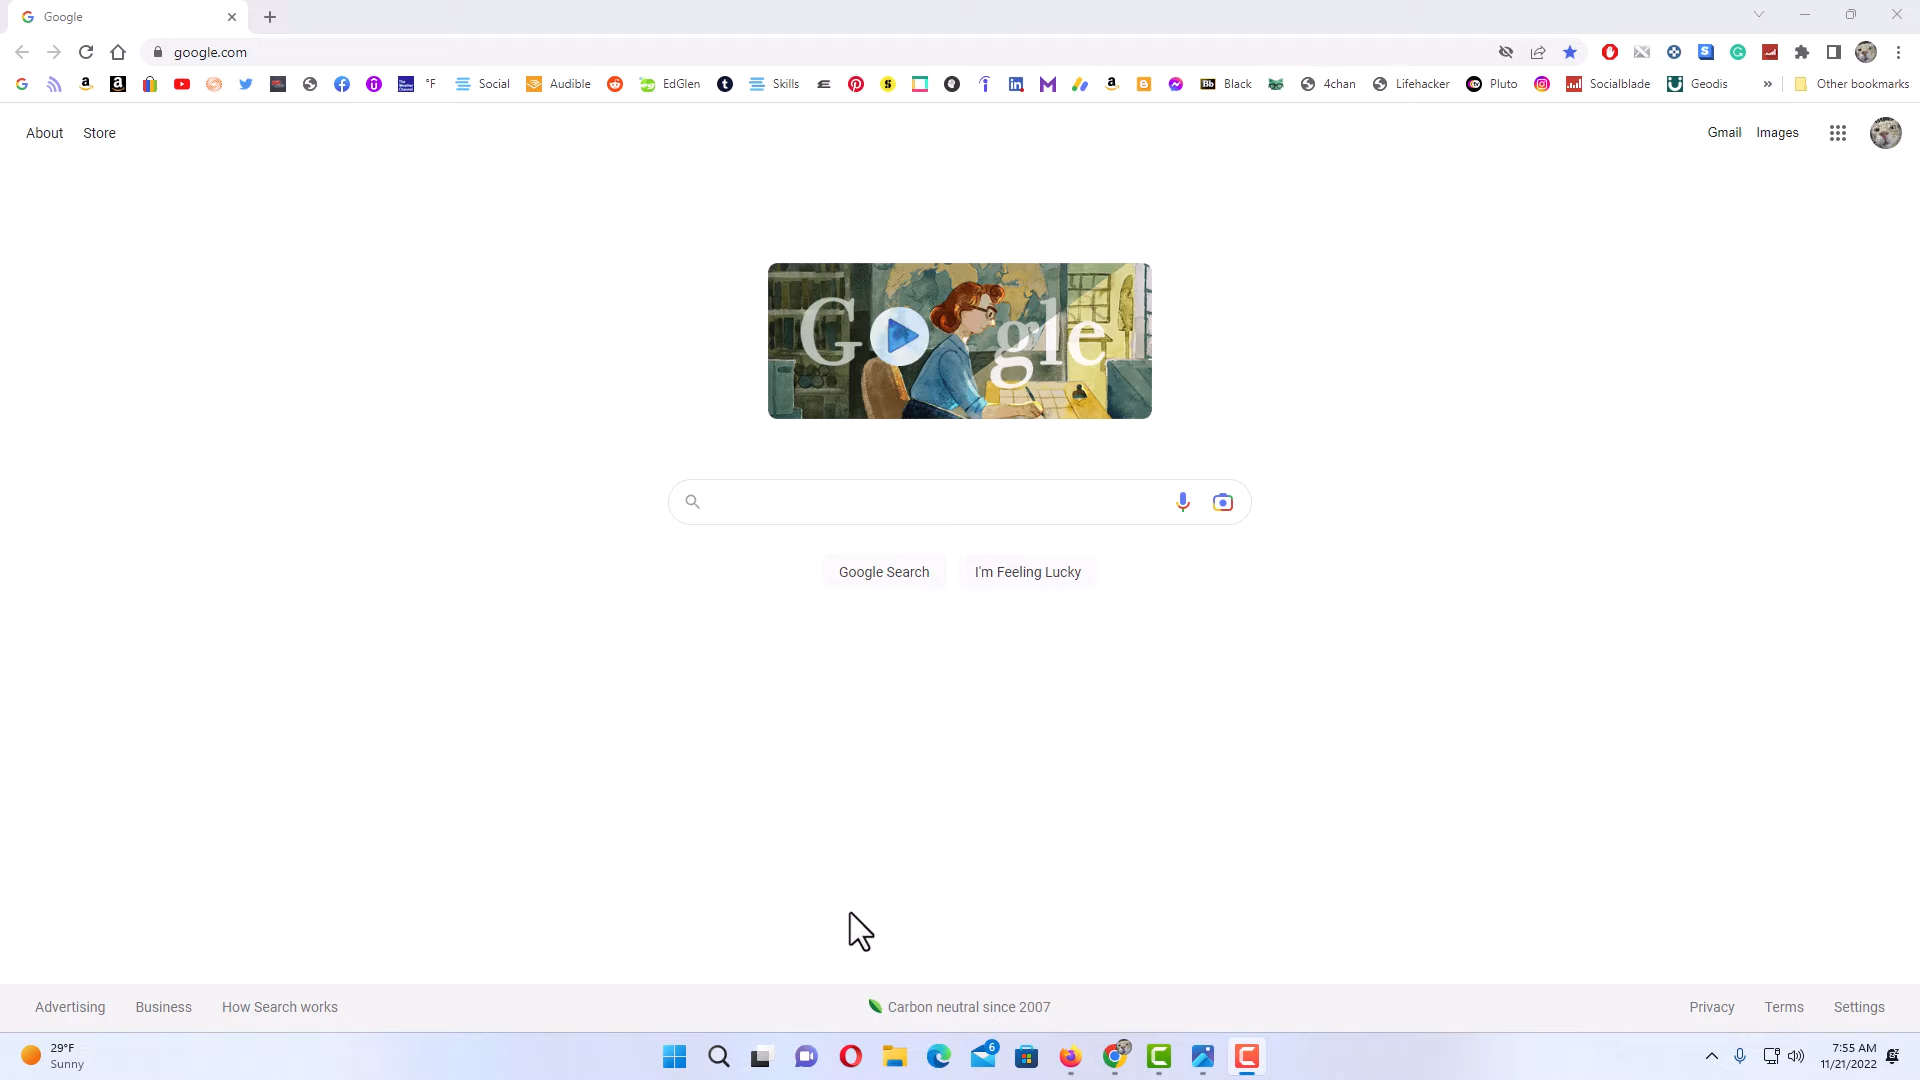 Google
google.com
°F Social Audible EdGlen Skills Black 4chan Lifehacker Pluto Socialblade Geodis » Other bookmarks
About Store Gmail Images
G gle
Google Search I'm Feeling Lucky
Advertising Business How Search works Carbon neutral since 2007 Privacy Terms Settings
29°F
Sunny
6
7:55 AM
11/21/2022